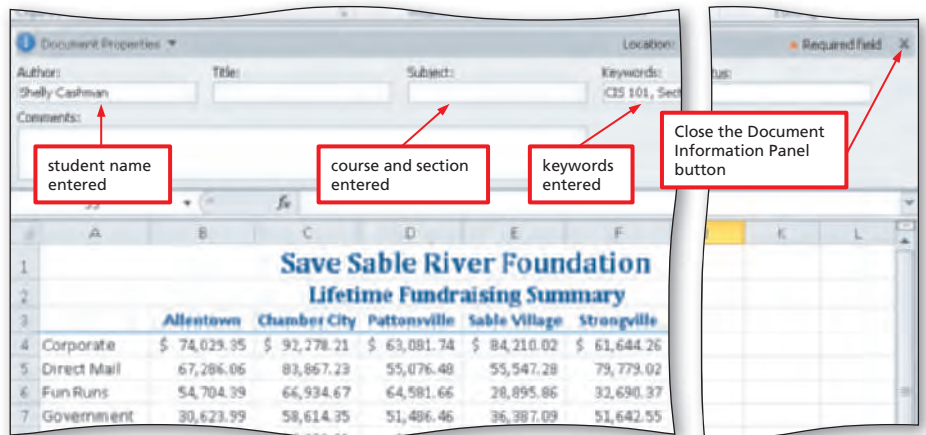 Document Properties Location: * Required field X
Author: Title: Subject: Keywords: tus:
Shelly Cashman CIS 101, Sect
Comments:
student name entered
course and section entered
keywords entered
Close the Document Information Panel button
fx
A B C D E F K L
1 Save Sable River Foundation
2 Lifetime Fundraising Summary
3 Allentown Chamber City Pattonville Sable Village Strongville
4 Corporate $ 74,029.35 $ 92,278.21 $ 63,081.74 $ 84,210.02 $ 61,644.26
5 Direct Mail 67,286.06 83,867.23 55,076.48 55,547.28 79,779.02
6 Fun Runs 54,704.39 66,934.67 64,581.66 28,895.86 32,690.37
7 Government 30,623.99 58,614.35 51,486.46 36,387.09 51,642.55